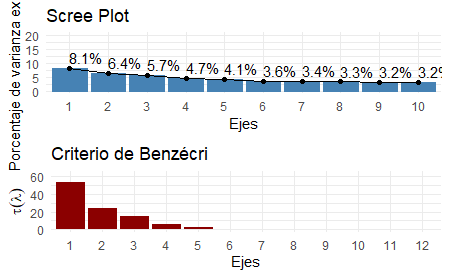 Scree Plot
Porcentaje de varianza ex
20
15
10
5
0
8.1% 6.4% 5.7% 4.7% 4.1% 3.6% 3.4% 3.3% 3.2% 3.2%
1 2 3 4 5 6 7 8 9 10
Ejes
Criterio de Benzécri
τ(λ)
60
40
20
0
1 2 3 4 5 6 7 8 9 10 11 12
Ejes